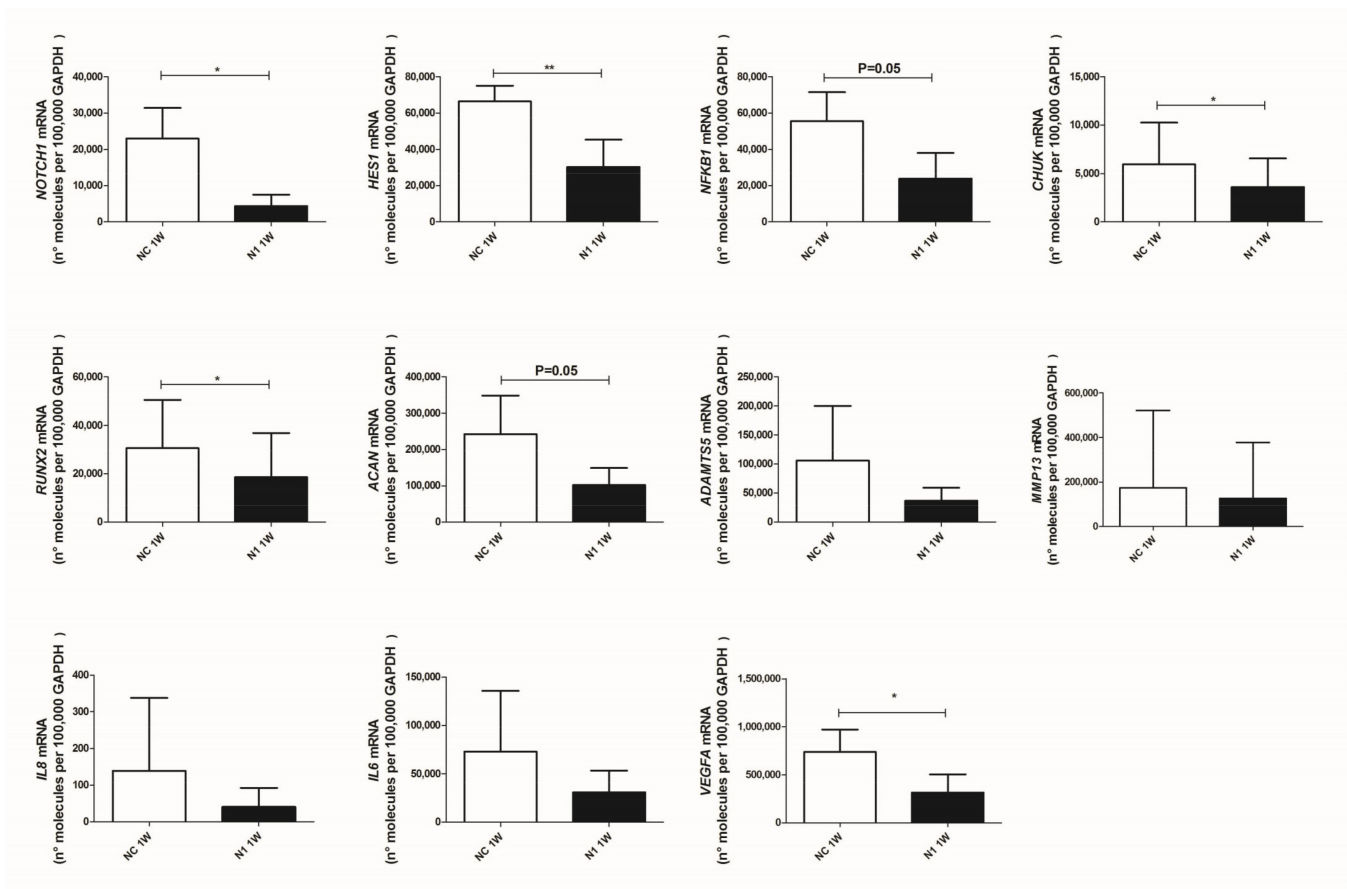 NOTCH1 mRNA
(n° molecules per 100,000 GAPDH )
40,000
30,000
20,000
10,000
0
*
NC 1W
N1 1W
HES1 mRNA
(n° molecules per 100,000 GAPDH )
80,000
60,000
40,000
20,000
0
**
NC 1W
N1 1W
NFKB1 mRNA
(n° molecules per 100,000 GAPDH )
80,000
60,000
40,000
20,000
0
P=0.05
NC 1W
N1 1W
CHUK mRNA
(n° molecules per 100,000 GAPDH )
15,000
10,000
5,000
0
*
NC 1W
N1 1W
RUNX2 mRNA
(n° molecules per 100,000 GAPDH )
60,000
40,000
20,000
0
*
NC 1W
N1 1W
ACAN mRNA
(n° molecules per 100,000 GAPDH )
400,000
300,000
200,000
100,000
0
P=0.05
NC 1W
N1 1W
ADAMTS5 mRNA
(n° molecules per 100,000 GAPDH )
250,000
200,000
150,000
100,000
50,000
0
NC 1W
N1 1W
MMP13 mRNA
(n° molecules per 100,000 GAPDH )
600,000
400,000
200,000
0
NC 1W
N1 1W
IL8 mRNA
(n° molecules per 100,000 GAPDH )
400
300
200
100
0
NC 1W
N1 1W
IL6 mRNA
(n° molecules per 100,000 GAPDH )
150,000
100,000
50,000
0
NC 1W
N1 1W
VEGFA mRNA
(n° molecules per 100,000 GAPDH )
1,500,000
1,000,000
500,000
0
*
NC 1W
N1 1W